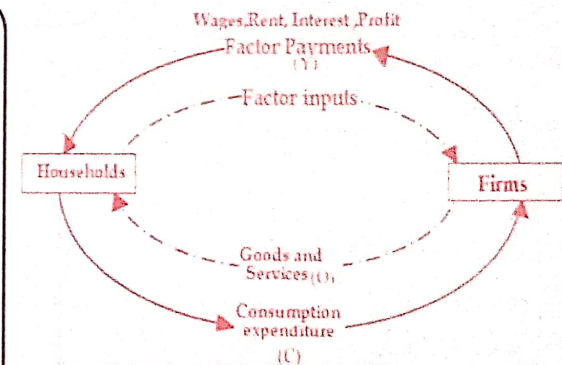 Wages,Rent, Interest ,Profit
Factor Payments
(Y)
Factor inputs
Households
Firms
Goods and
Services(O)
Consumption
expenditure
(C)